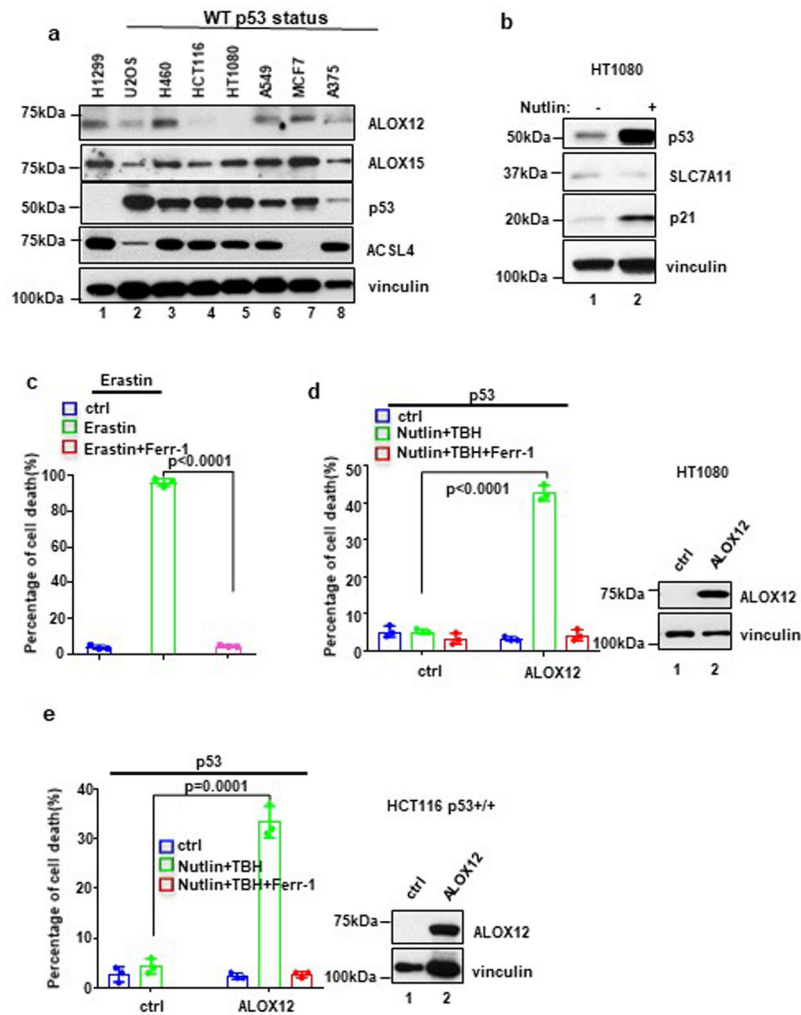 a
WT p53 status
H1299
U2OS
H460
HCT116
HT1080
A549
MCF7
A375
75kDa
ALOX12
75kDa
ALOX15
50kDa
p53
75kDa
ACSL4
100kDa
vinculin
1 2 3 4 5 6 7 8
b
HT1080
Nutlin: - +
50kDa
p53
37kDa
SLC7A11
20kDa
p21
100kDa
vinculin
1 2
c
Erastin
ctrl
Erastin
Erastin+Ferr-1
p<0.0001
Percentage of cell death(%)
100
80
60
40
20
0
d
p53
ctrl
Nutlin+TBH
Nutlin+TBH+Ferr-1
p<0.0001
Percentage of cell death(%)
50
40
30
20
10
0
ctrl
ALOX12
HT1080
ctrl
ALOX12
75kDa
ALOX12
100kDa
vinculin
1 2
e
p53
p=0.0001
ctrl
Nutlin+TBH
Nutlin+TBH+Ferr-1
Percentage of cell death(%)
40
30
20
10
0
ctrl
ALOX12
HCT116 p53+/+
ctrl
ALOX12
75kDa
ALOX12
100kDa
vinculin
1 2